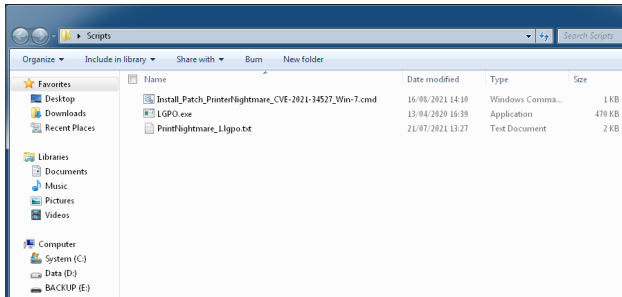 Scripts
Search Scripts
Organize Include in library Share with Burn New folder
Favorites
Desktop
Downloads
Recent Places
Libraries
Documents
Music
Pictures
Videos
Computer
System (C:)
Data (D:)
BACKUP (E:)
Name Date modified Type Size
Install_Patch_PrinterNightmare_CVE-2021-34527_Win-7.cmd 16/08/2021 14:10 Windows Comma... 1 KB
LGPO.exe 13/04/2020 16:39 Application 470 KB
PrintNightmare_1.lgpo.txt 21/07/2021 13:27 Text Document 2 KB